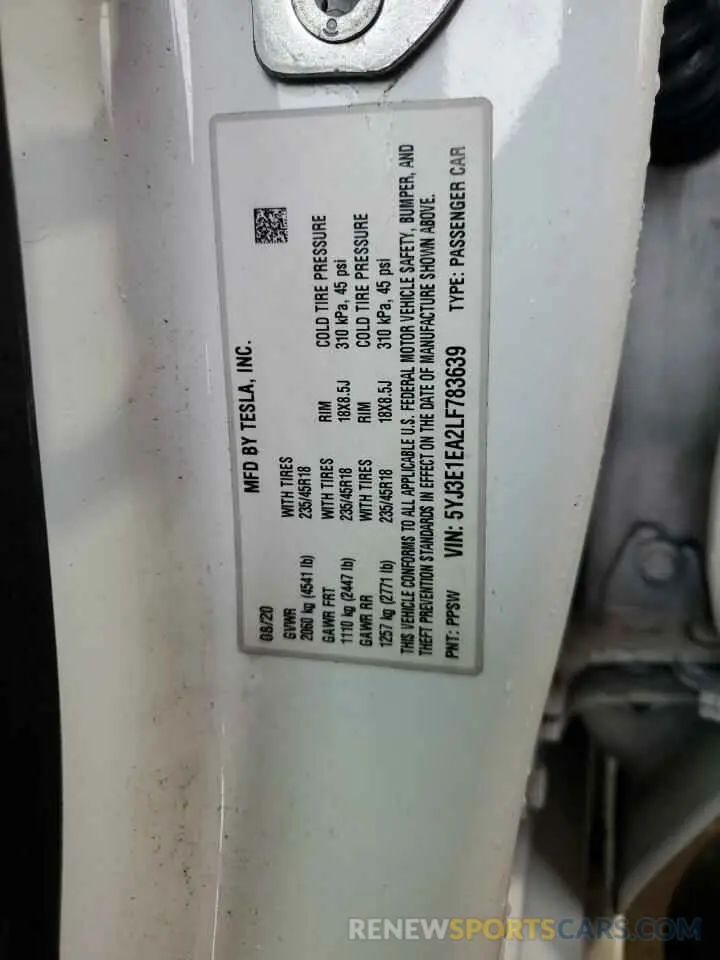 MFD BY TESLA, INC.
08/20
GVWR WITH TIRES
2060 kg (4541 lb) 235/45R18
GAWR FRT WITH TIRES RIM COLD TIRE PRESSURE
1110 kg (2447 lb) 235/45R18 18X8.5J 310 kPa, 45 psi
GAWR RR WITH TIRES RIM COLD TIRE PRESSURE
1257 kg (2771 lb) 235/45R18 18X8.5J 310 kPa, 45 psi
THIS VEHICLE CONFORMS TO ALL APPLICABLE U.S. FEDERAL MOTOR VEHICLE SAFETY, BUMPER, AND
THEFT PREVENTION STANDARDS IN EFFECT ON THE DATE OF MANUFACTURE SHOWN ABOVE.
PNT: PPSW VIN: 5YJ3E1EA2LF783639 TYPE: PASSENGER CAR
RENEWSPORTSCARS.COM